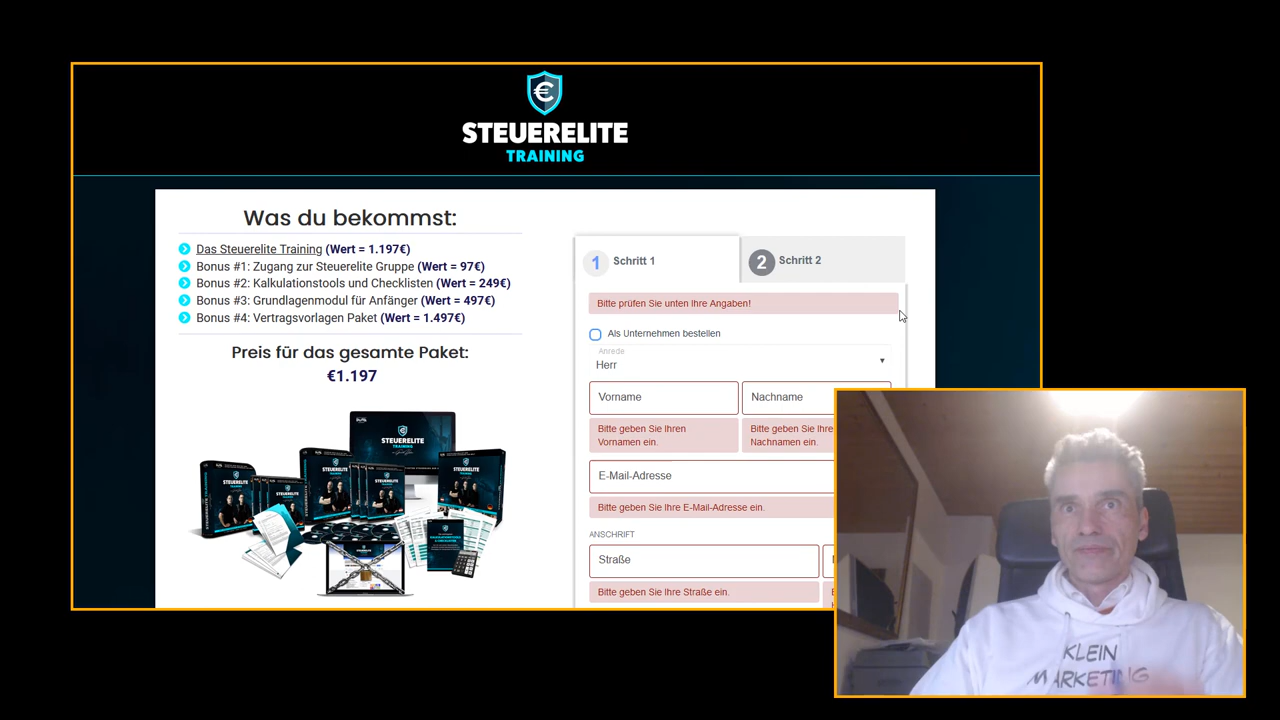 €
STEUERELITE
TRAINING
Was du bekommst:
Das Steuerelite Training (Wert = 1.197€)
Bonus #1: Zugang zur Steuerelite Gruppe (Wert = 97€)
Bonus #2: Kalkulationstools und Checklisten (Wert = 249€)
Bonus #3: Grundlagenmodul für Anfänger (Wert = 497€)
Bonus #4: Vertragsvorlagen Paket (Wert = 1.497€)
Preis für das gesamte Paket:
€1.197
STEUERELITE
TRAINING
1 Schritt 1
2 Schritt 2
Bitte prüfen Sie unten Ihre Angaben!
Als Unternehmen bestellen
Anrede
Herr
Vorname
Nachname
Bitte geben Sie Ihren
Vornamen ein.
Bitte geben Sie Ihre
Nachnamen ein.
E-Mail-Adresse
Bitte geben Sie Ihre E-Mail-Adresse ein.
ANSCHRIFT
Straße
Bitte geben Sie Ihre Straße ein.
KLEIN
MARKETING